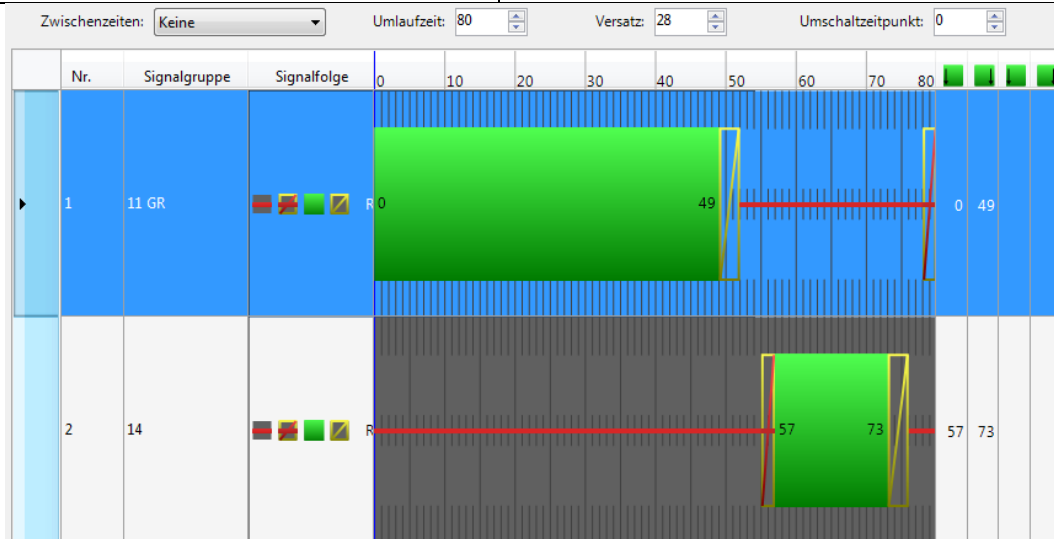 Zwischenzeiten: Keine Umlaufzeit: 80 Versatz: 28 Umschaltzeitpunkt: 0
Nr. Signalgruppe Signalfolge 0 10 20 30 40 50 60 70 80
1 11 GR R 0 49 0 49
2 14 R 57 73 57 73